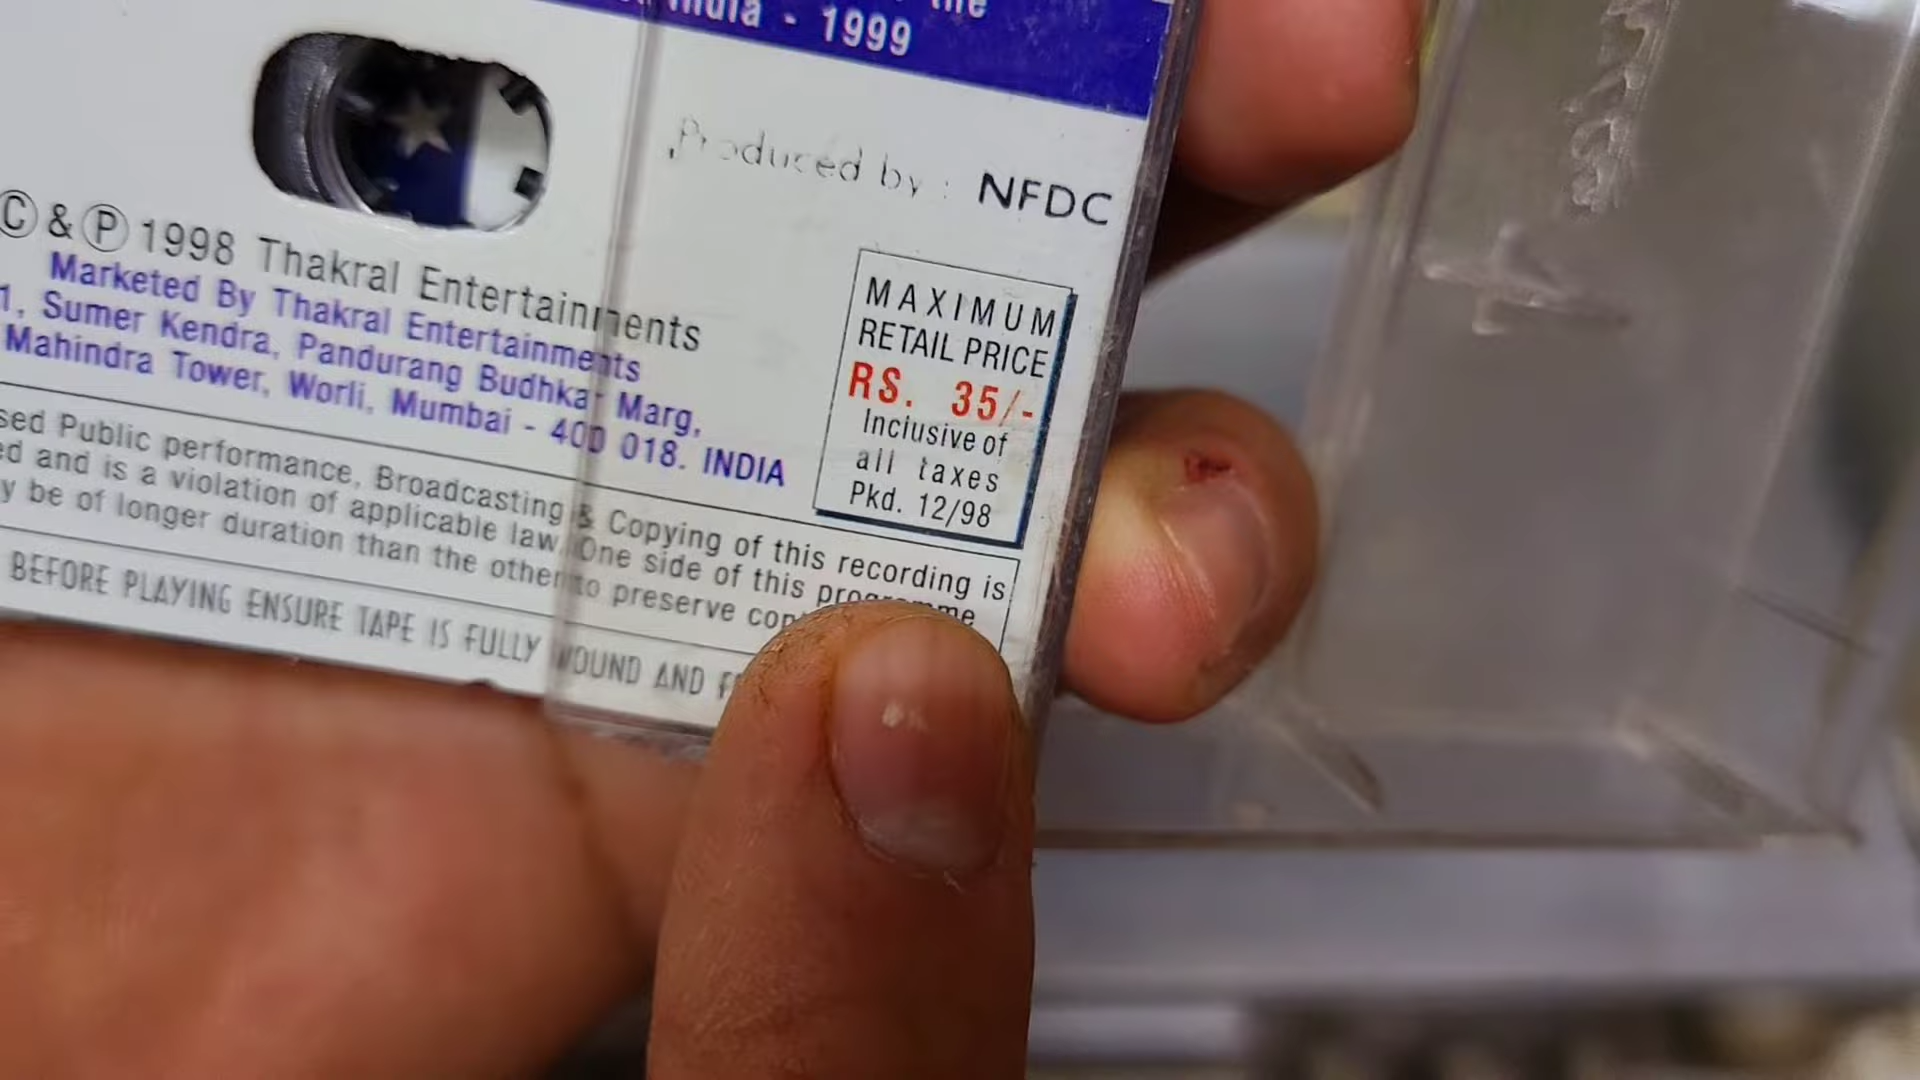 the
India - 1999
Produced by : NFDC
Ⓒ & Ⓟ 1998 Thakral Entertainments
Marketed By Thakral Entertainments
1, Sumer Kendra, Pandurang Budhkar Marg,
Mahindra Tower, Worli, Mumbai - 400 018. INDIA
MAXIMUM
RETAIL PRICE
RS. 35/-
Inclusive of
all taxes
Pkd. 12/98
Public performance, Broadcasting & Copying of this recording is
and is a violation of applicable law. One side of this programme
be of longer duration than the other to preserve
BEFORE PLAYING ENSURE TAPE IS FULLY WOUND AND